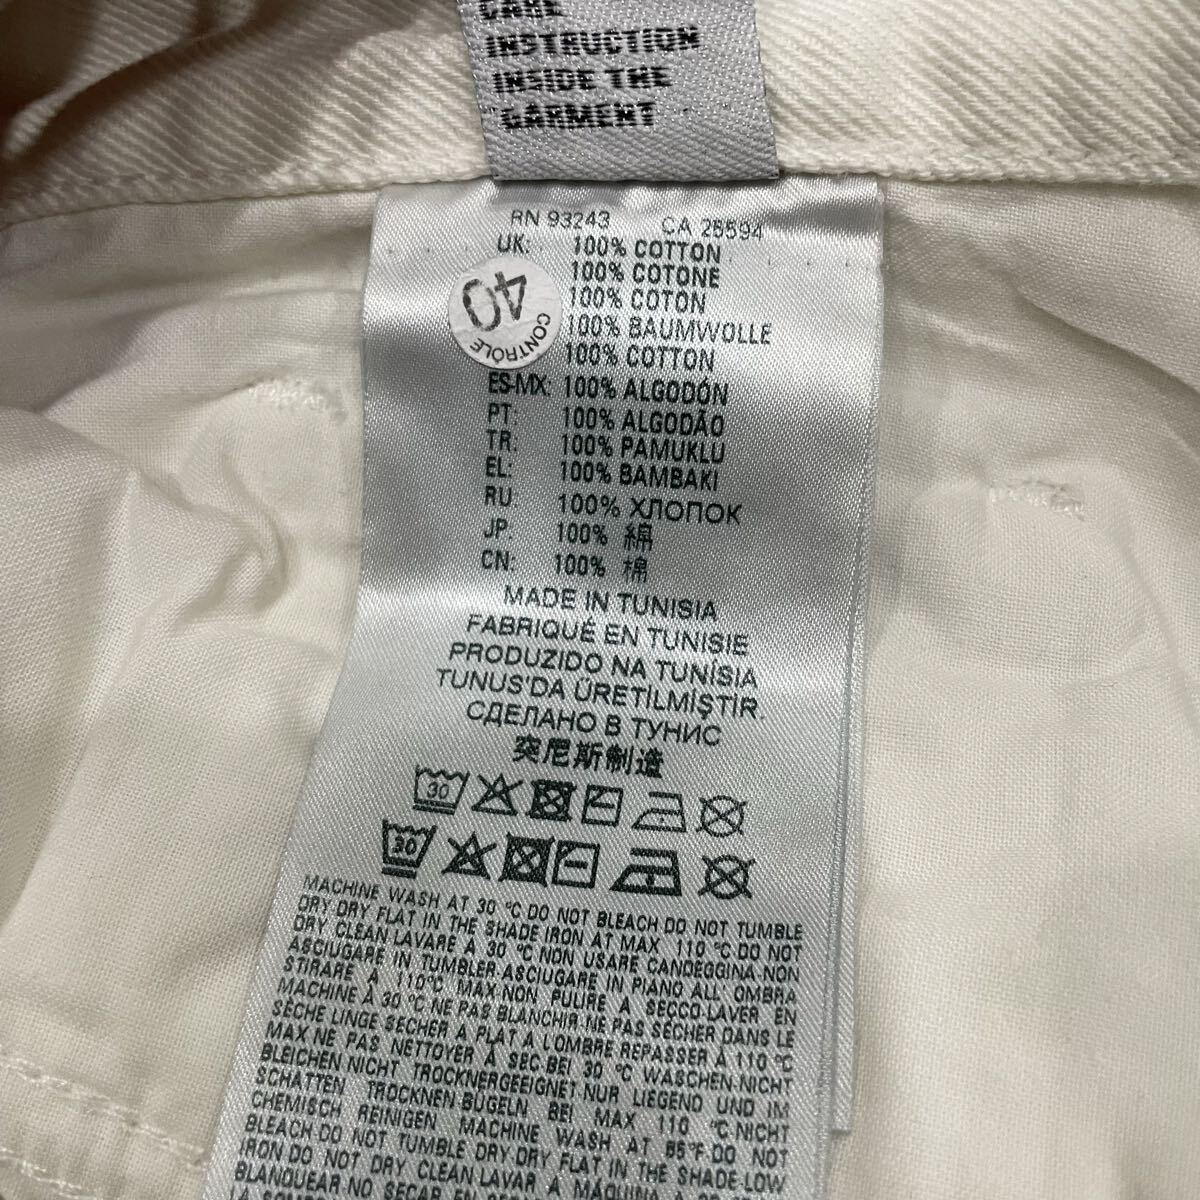 CARE
INSTRUCTION
INSIDE THE
GARMENT
RN 93243 CA 25594
UK: 100% COTTON
100% COTONE
100% COTON
100% BAUMWOLLE
100% COTTON
40
CONTRÔLE
ES-MX: 100% ALGODÓN
PT: 100% ALGODÃO
TR: 100% PAMUKLU
EL: 100% BAMBAKI
RU: 100% ХЛОПОК
JP: 100% 綿
CN: 100% 棉
MADE IN TUNISIA
FABRIQUÉ EN TUNISIE
PRODUZIDO NA TUNÍSIA
TUNUS'DA ÜRETİLMİŞTİR.
СДЕЛАНО В ТУНИС
突尼斯制造
30
30
MACHINE WASH AT 30 °C DO NOT BLEACH DO NOT TUMBLE
DRY DRY FLAT IN THE SHADE IRON AT MAX 110 °C DO NOT
DRY CLEAN LAVARE A 30 °C NON USARE CANDEGGINA NON
ASCIUGARE IN TUMBLER ASCIUGARE IN PIANO ALL' OMBRA
STIRARE A 110°C MAX NON PULIRE A SECCO-LAVER EN
MACHINE À 30 °C NE PAS BLANCHIR-NE PAS SÉCHER DANS LE
SÈCHE LINGE SÉCHER À PLAT À L'OMBRE REPASSER À 110 °C
MAX NE PAS NETTOYER À SEC-BEI 30 °C WASCHEN-NICHT
BLEICHEN NICHT TROCKNERGEEIGNET NUR LIEGEND UND IM
SCHATTEN TROCKNEN BÜGELN BEI MAX 110 °C NICHT
CHEMISCH REINIGEN MACHINE WASH AT 85°F DO NOT
BLEACH DO NOT TUMBLE DRY DRY FLAT IN THE SHADE-LOW
IRON DO NOT DRY CLEAN LAVAR A MÁQUINA A
BLANQUEAR NO SECAR EN